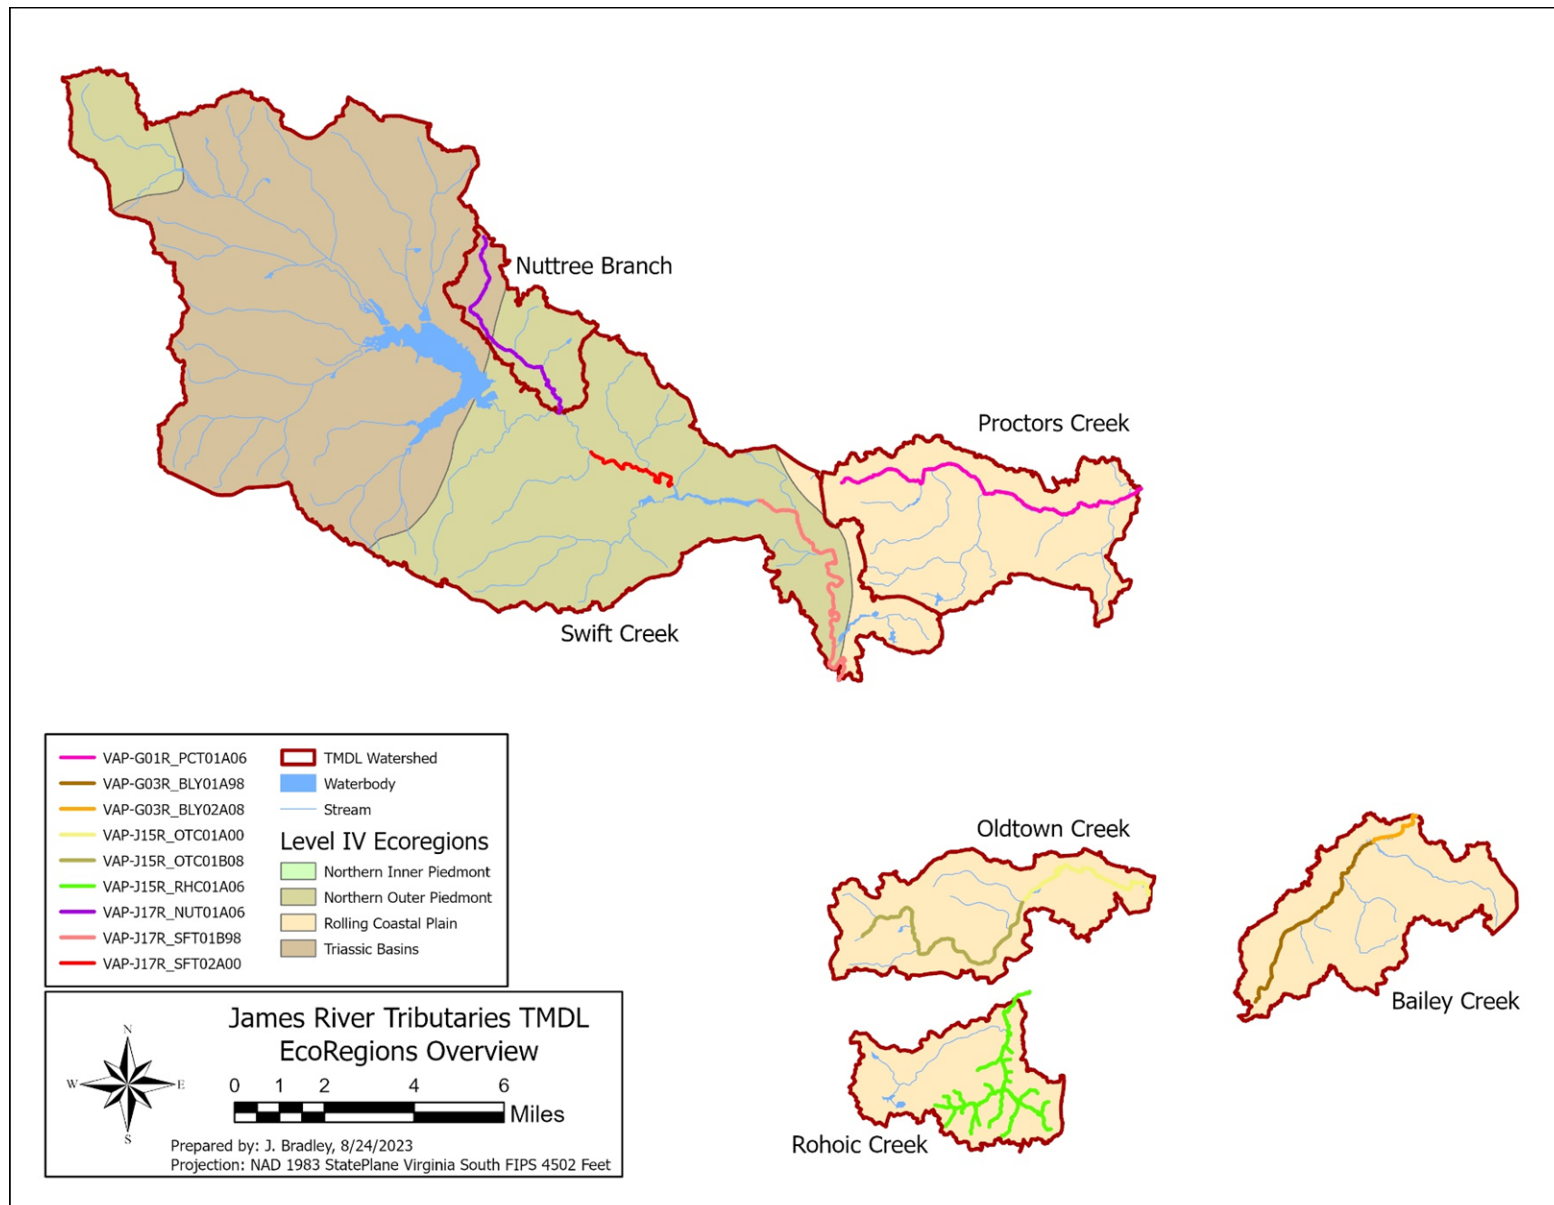 Nuttree Branch
Proctors Creek
Swift Creek
Oldtown Creek
Bailey Creek
Rohoic Creek
VAP-G01R_PCT01A06
VAP-G03R_BLY01A98
VAP-G03R_BLY02A08
VAP-J15R_OTC01A00
VAP-J15R_OTC01B08
VAP-J15R_RHC01A06
VAP-J17R_NUT01A06
VAP-J17R_SFT01B98
VAP-J17R_SFT02A00
TMDL Watershed
Waterbody
Stream
Level IV Ecoregions
Northern Inner Piedmont
Northern Outer Piedmont
Rolling Coastal Plain
Triassic Basins
N
W E
S
James River Tributaries TMDL
EcoRegions Overview
0 1 2 4 6
Miles
Prepared by: J. Bradley, 8/24/2023
Projection: NAD 1983 StatePlane Virginia South FIPS 4502 Feet